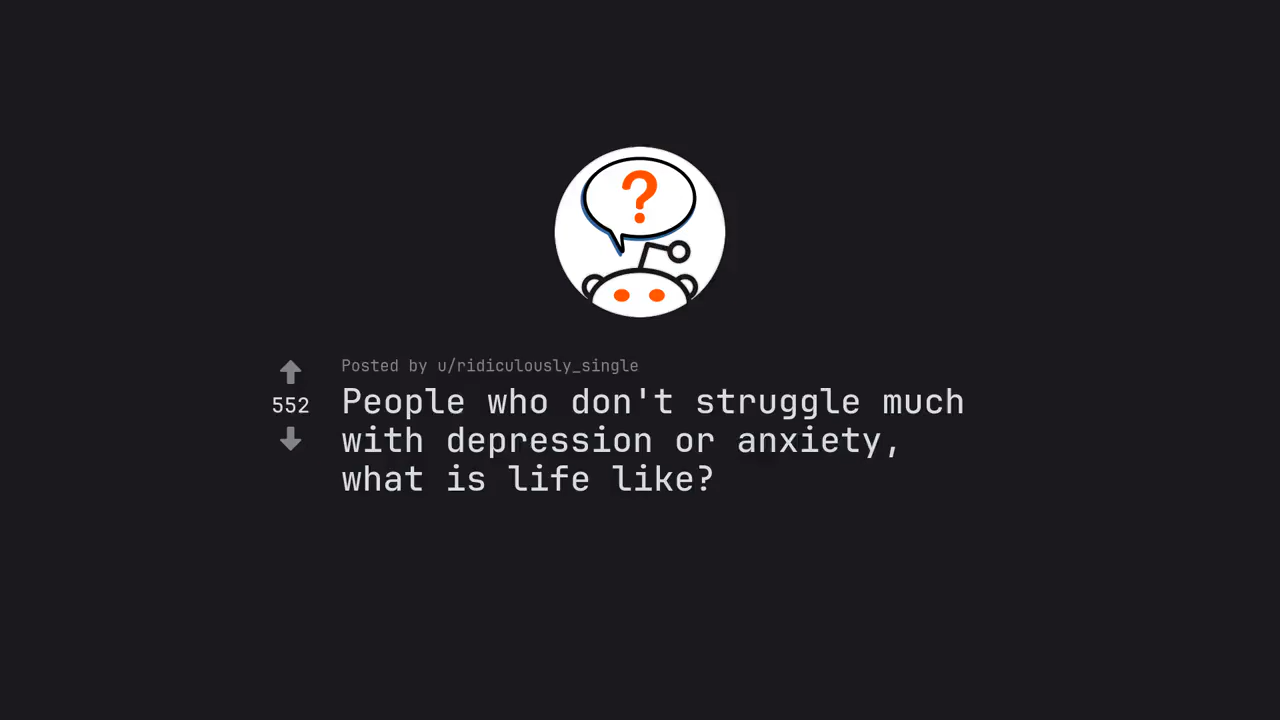 ?
Posted by u/ridiculously_single
552
People who don't struggle much
with depression or anxiety,
what is life like?